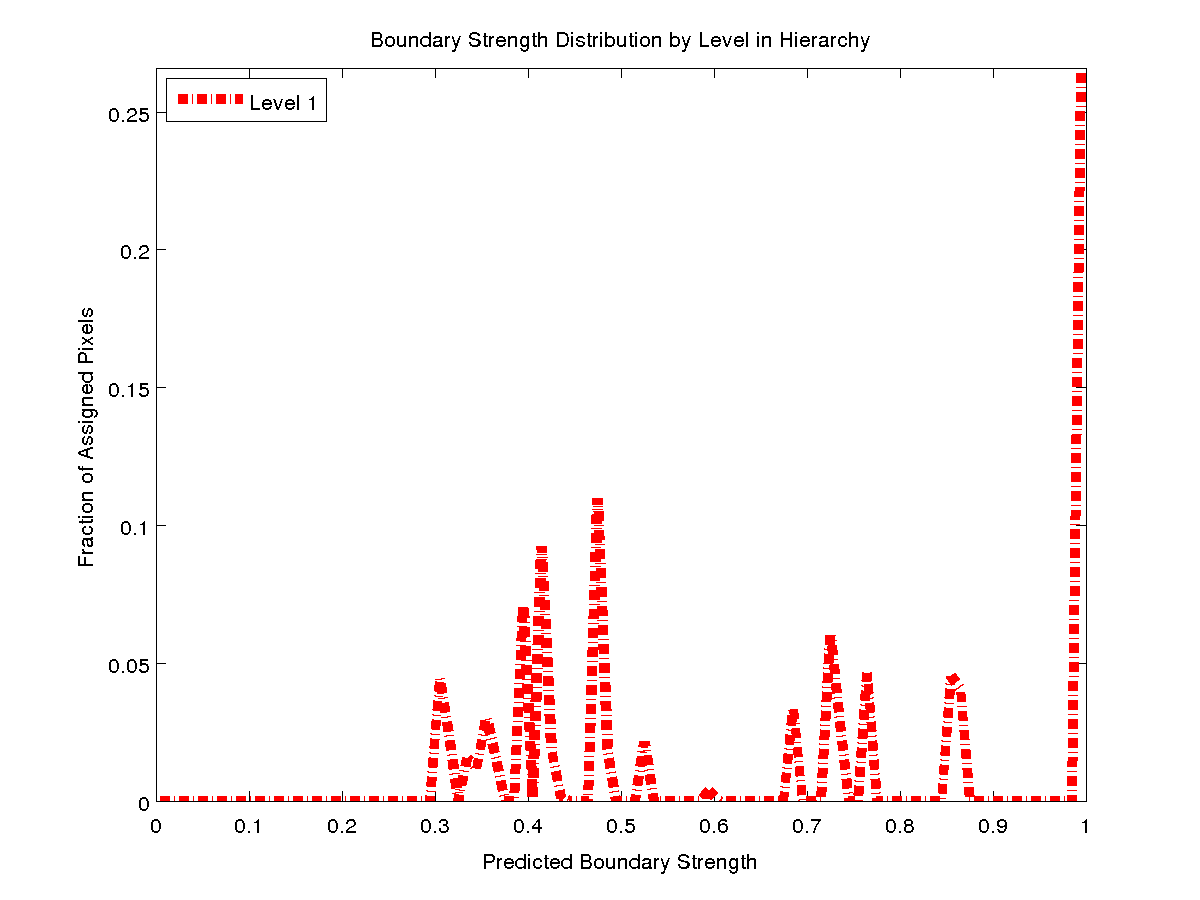 Boundary Strength Distribution by Level in Hierarchy
Level 1
0.25
0.2
0.15
0.1
0.05
0
Fraction of Assigned Pixels
0 0.1 0.2 0.3 0.4 0.5 0.6 0.7 0.8 0.9 1
Predicted Boundary Strength